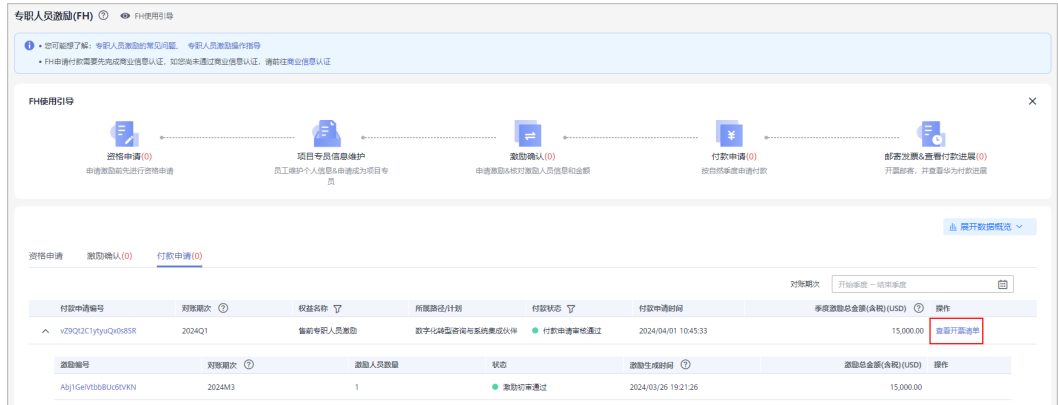 专职人员激励(FH) ? FH使用引导
• 您可能想了解：专职人员激励的常见问题、 专职人员激励操作指导
• FH申请付款需要先完成商业信息认证，如您尚未通过商业信息认证，请前往商业信息认证
FH使用引导
资格申请(0) 项目专员信息维护 激励确认(0) 付款申请(0) 邮寄发票&查看付款进展(0)
申请激励前先进行资格申请 员工维护个人信息&申请成为项目专 申请激励&核对激励人员信息和金额 按自然季度申请付款 开票邮寄，并查看华为付款进展
员
展开数据概览
资格申请 激励确认(0) 付款申请(0)
对账期次 开始季度 – 结束季度
付款申请编号 对账期次 ? 权益名称 所属路径/计划 付款状态 付款申请时间 季度激励总金额(含税)(USD) ? 操作
vZ9Qt2C1ytyuQx0s85R 2024Q1 售前专职人员激励 数字化转型咨询与系统集成伙伴 付款申请审核通过 2024/04/01 10:45:33 15,000.00 查看开票清单
激励编号 对账期次 ? 激励人员数量 状态 激励生成时间 ? 激励总金额(含税)(USD) 操作
Abj1GeiVtbbBUc6tVKN 2024M3 1 激励初审通过 2024/03/26 19:21:26 15,000.00